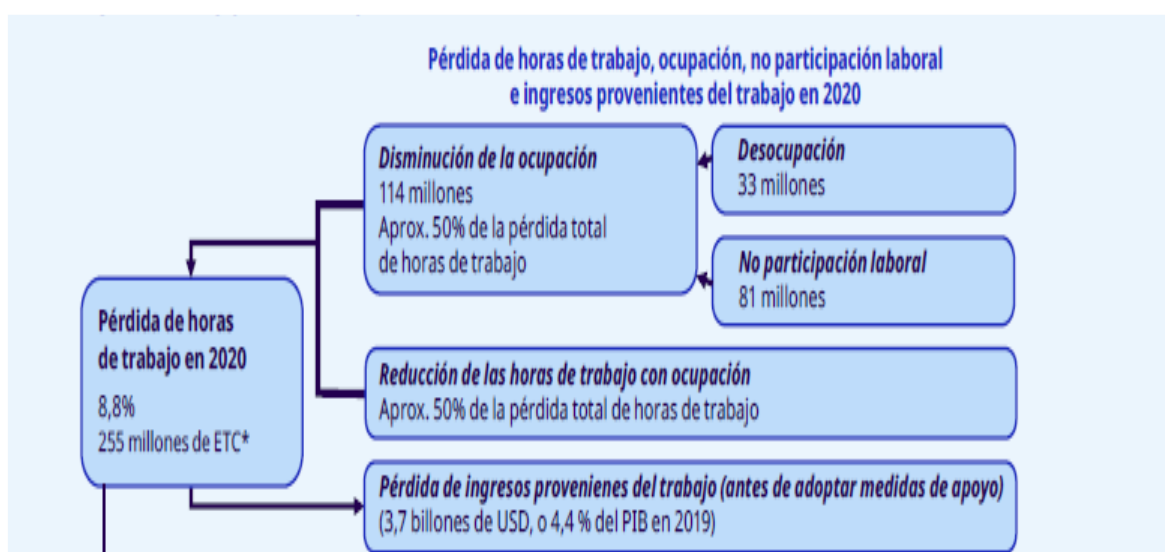 Pérdida de horas de trabajo, ocupación, no participación laboral
e ingresos provenientes del trabajo en 2020
Disminución de la ocupación
114 millones
Aprox. 50% de la pérdida total
de horas de trabajo
Desocupación
33 millones
No participación laboral
81 millones
Pérdida de horas
de trabajo en 2020
8,8%
255 millones de ETC*
Reducción de las horas de trabajo con ocupación
Aprox. 50% de la pérdida total de horas de trabajo
Pérdida de ingresos provenienes del trabajo (antes de adoptar medidas de apoyo)
(3,7 billones de USD, o 4,4 % del PIB en 2019)